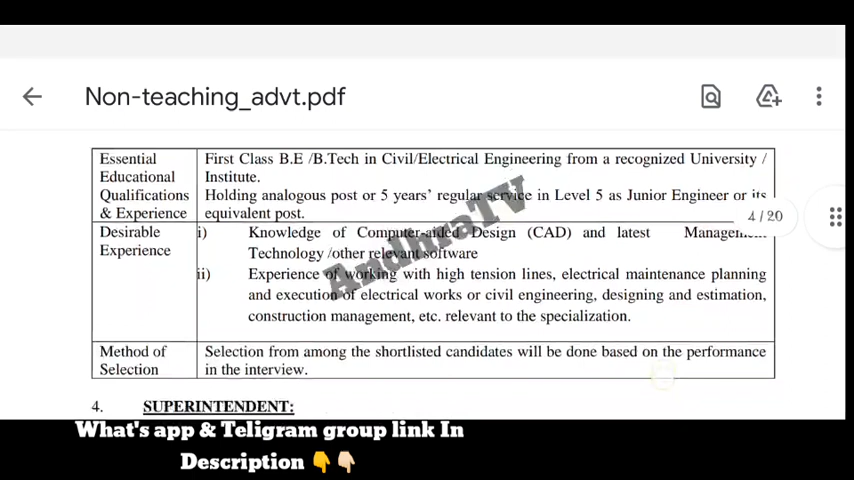 Non-teaching_advt.pdf
Essential Educational Qualifications & Experience
First Class B.E /B.Tech in Civil/Electrical Engineering from a recognized University /
Institute.
Holding analogous post or 5 years' regular service in Level 5 as Junior Engineer or its
equivalent post.
4/20
Desirable Experience
i) Knowledge of Computer-aided Design (CAD) and latest
Technology /other relevant software
ii) Experience of working with high tension lines, electrical maintenance planning
and execution of electrical works or civil engineering, designing and estimation,
construction management, etc. relevant to the specialization.
Method of Selection
Selection from among the shortlisted candidates will be done based on the performance
in the interview.
AndhraTV
4. SUPERINTENDENT:
What's app & Teligram group link In
Description 👇👇🏻